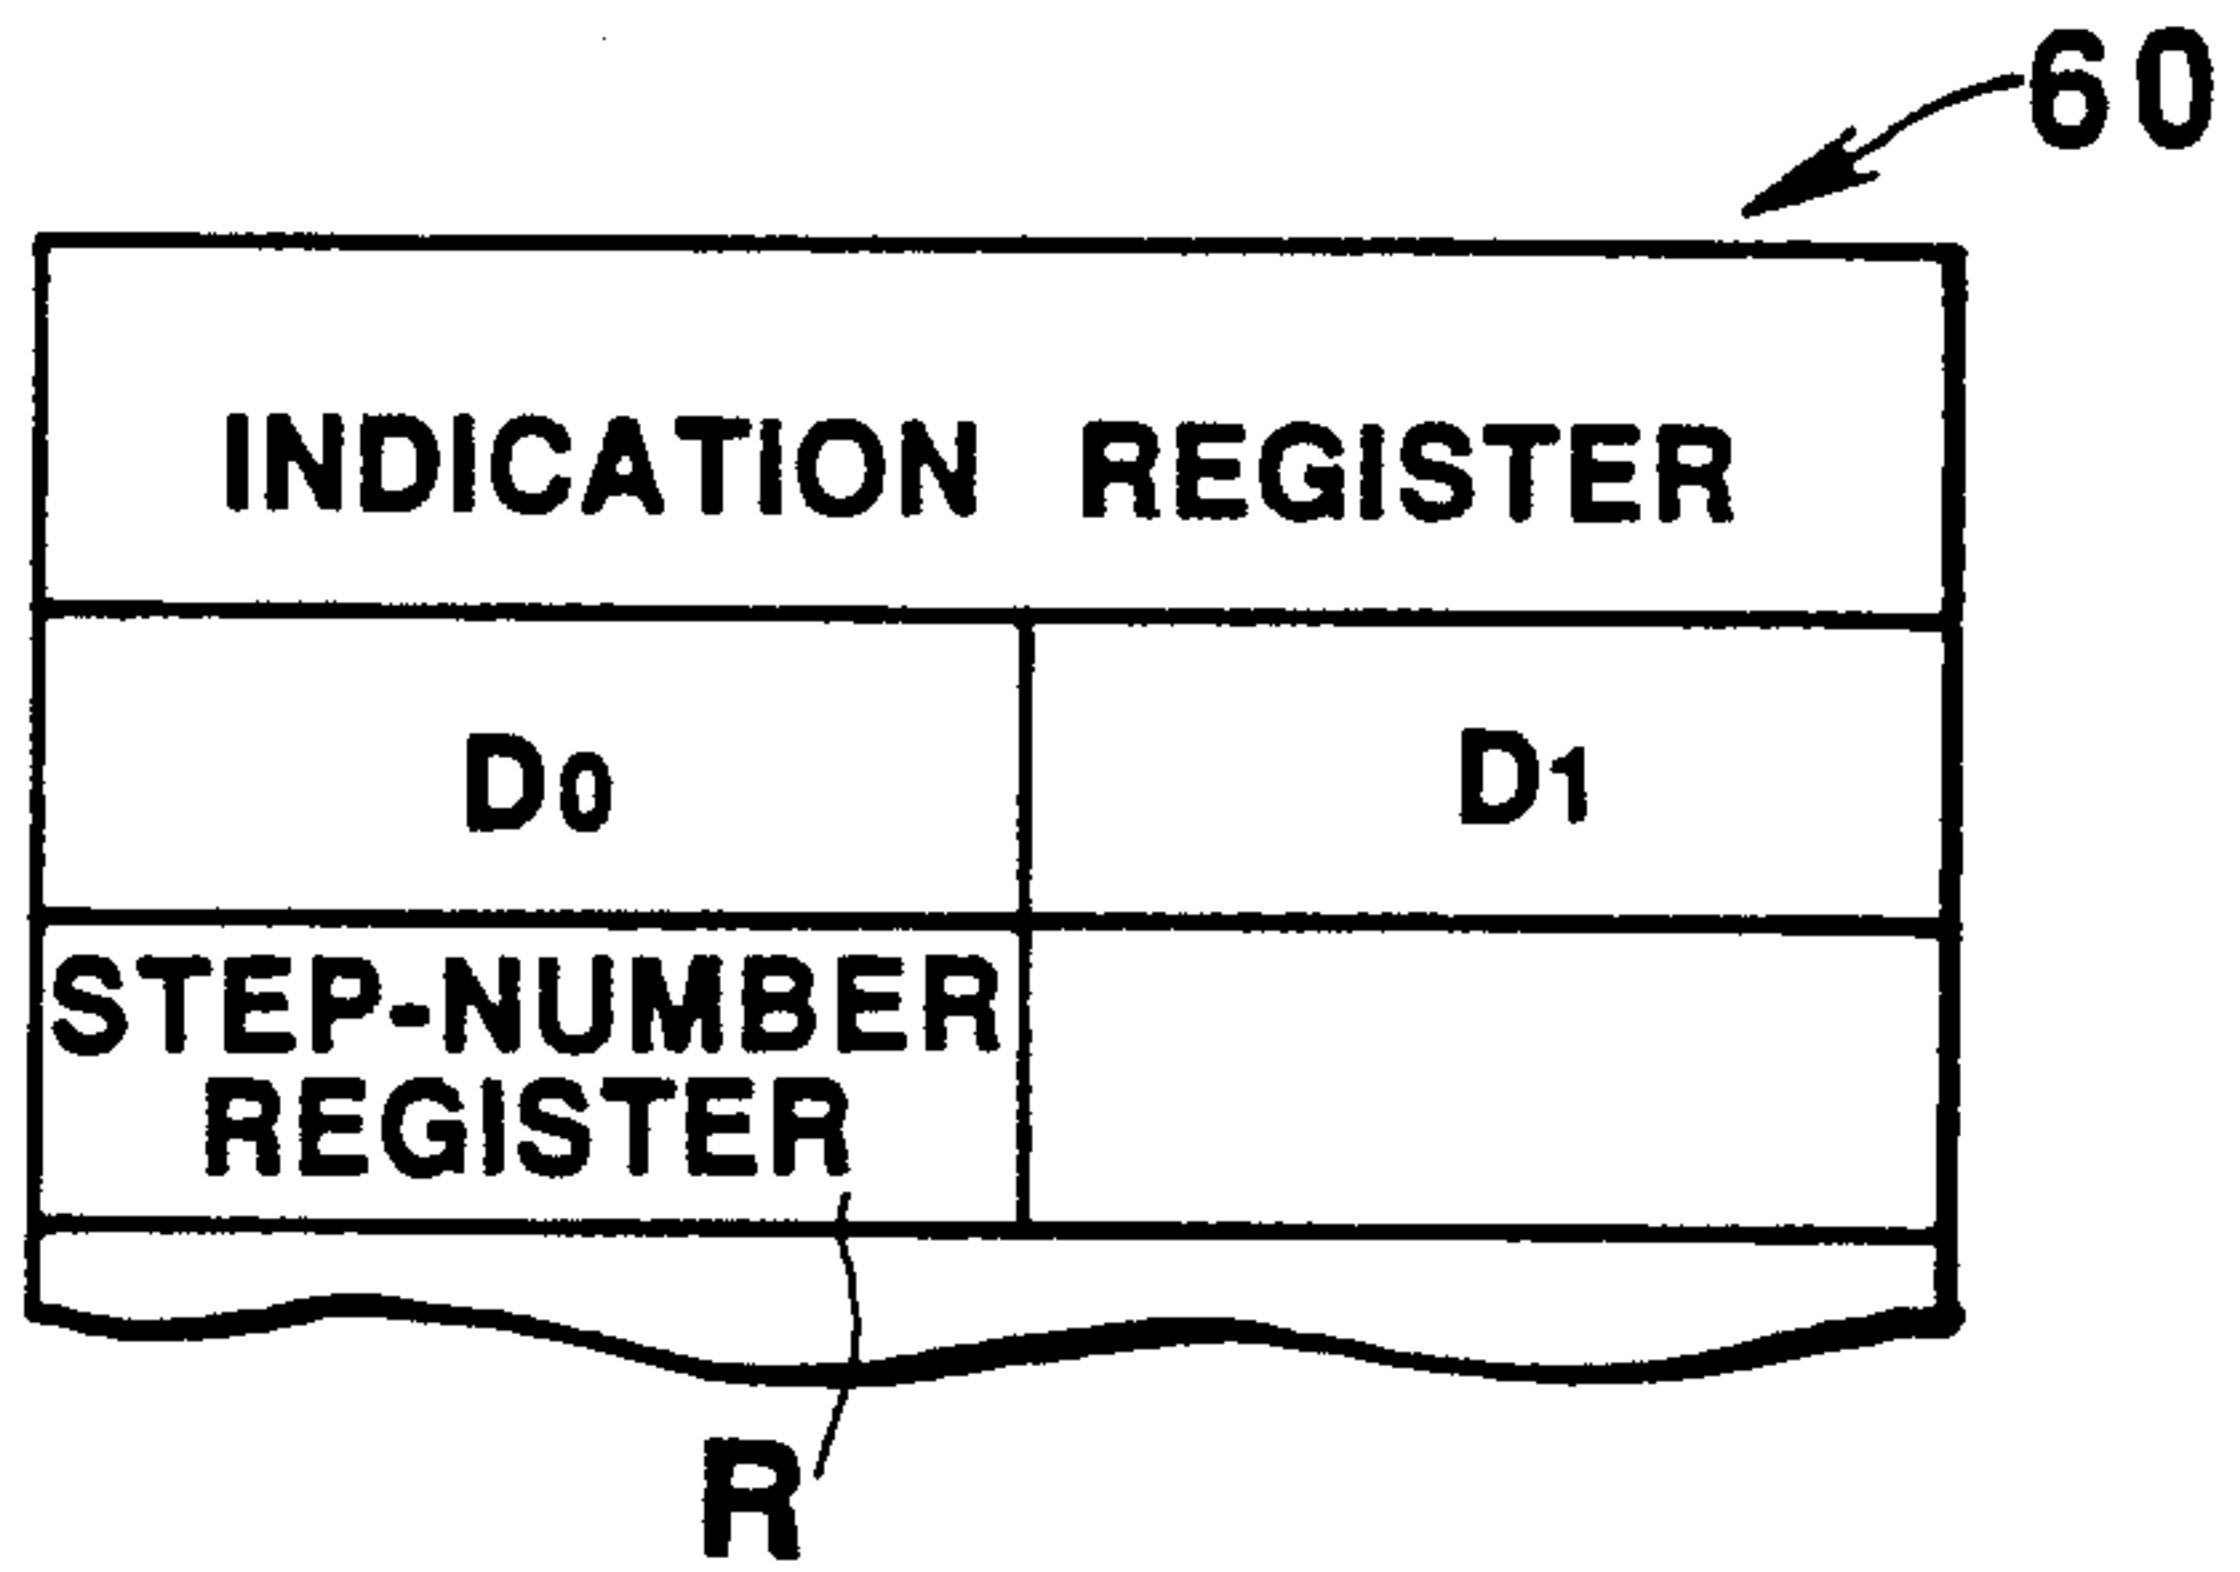 60
INDICATION REGISTER
D0 D1
STEP-NUMBER
REGISTER
R